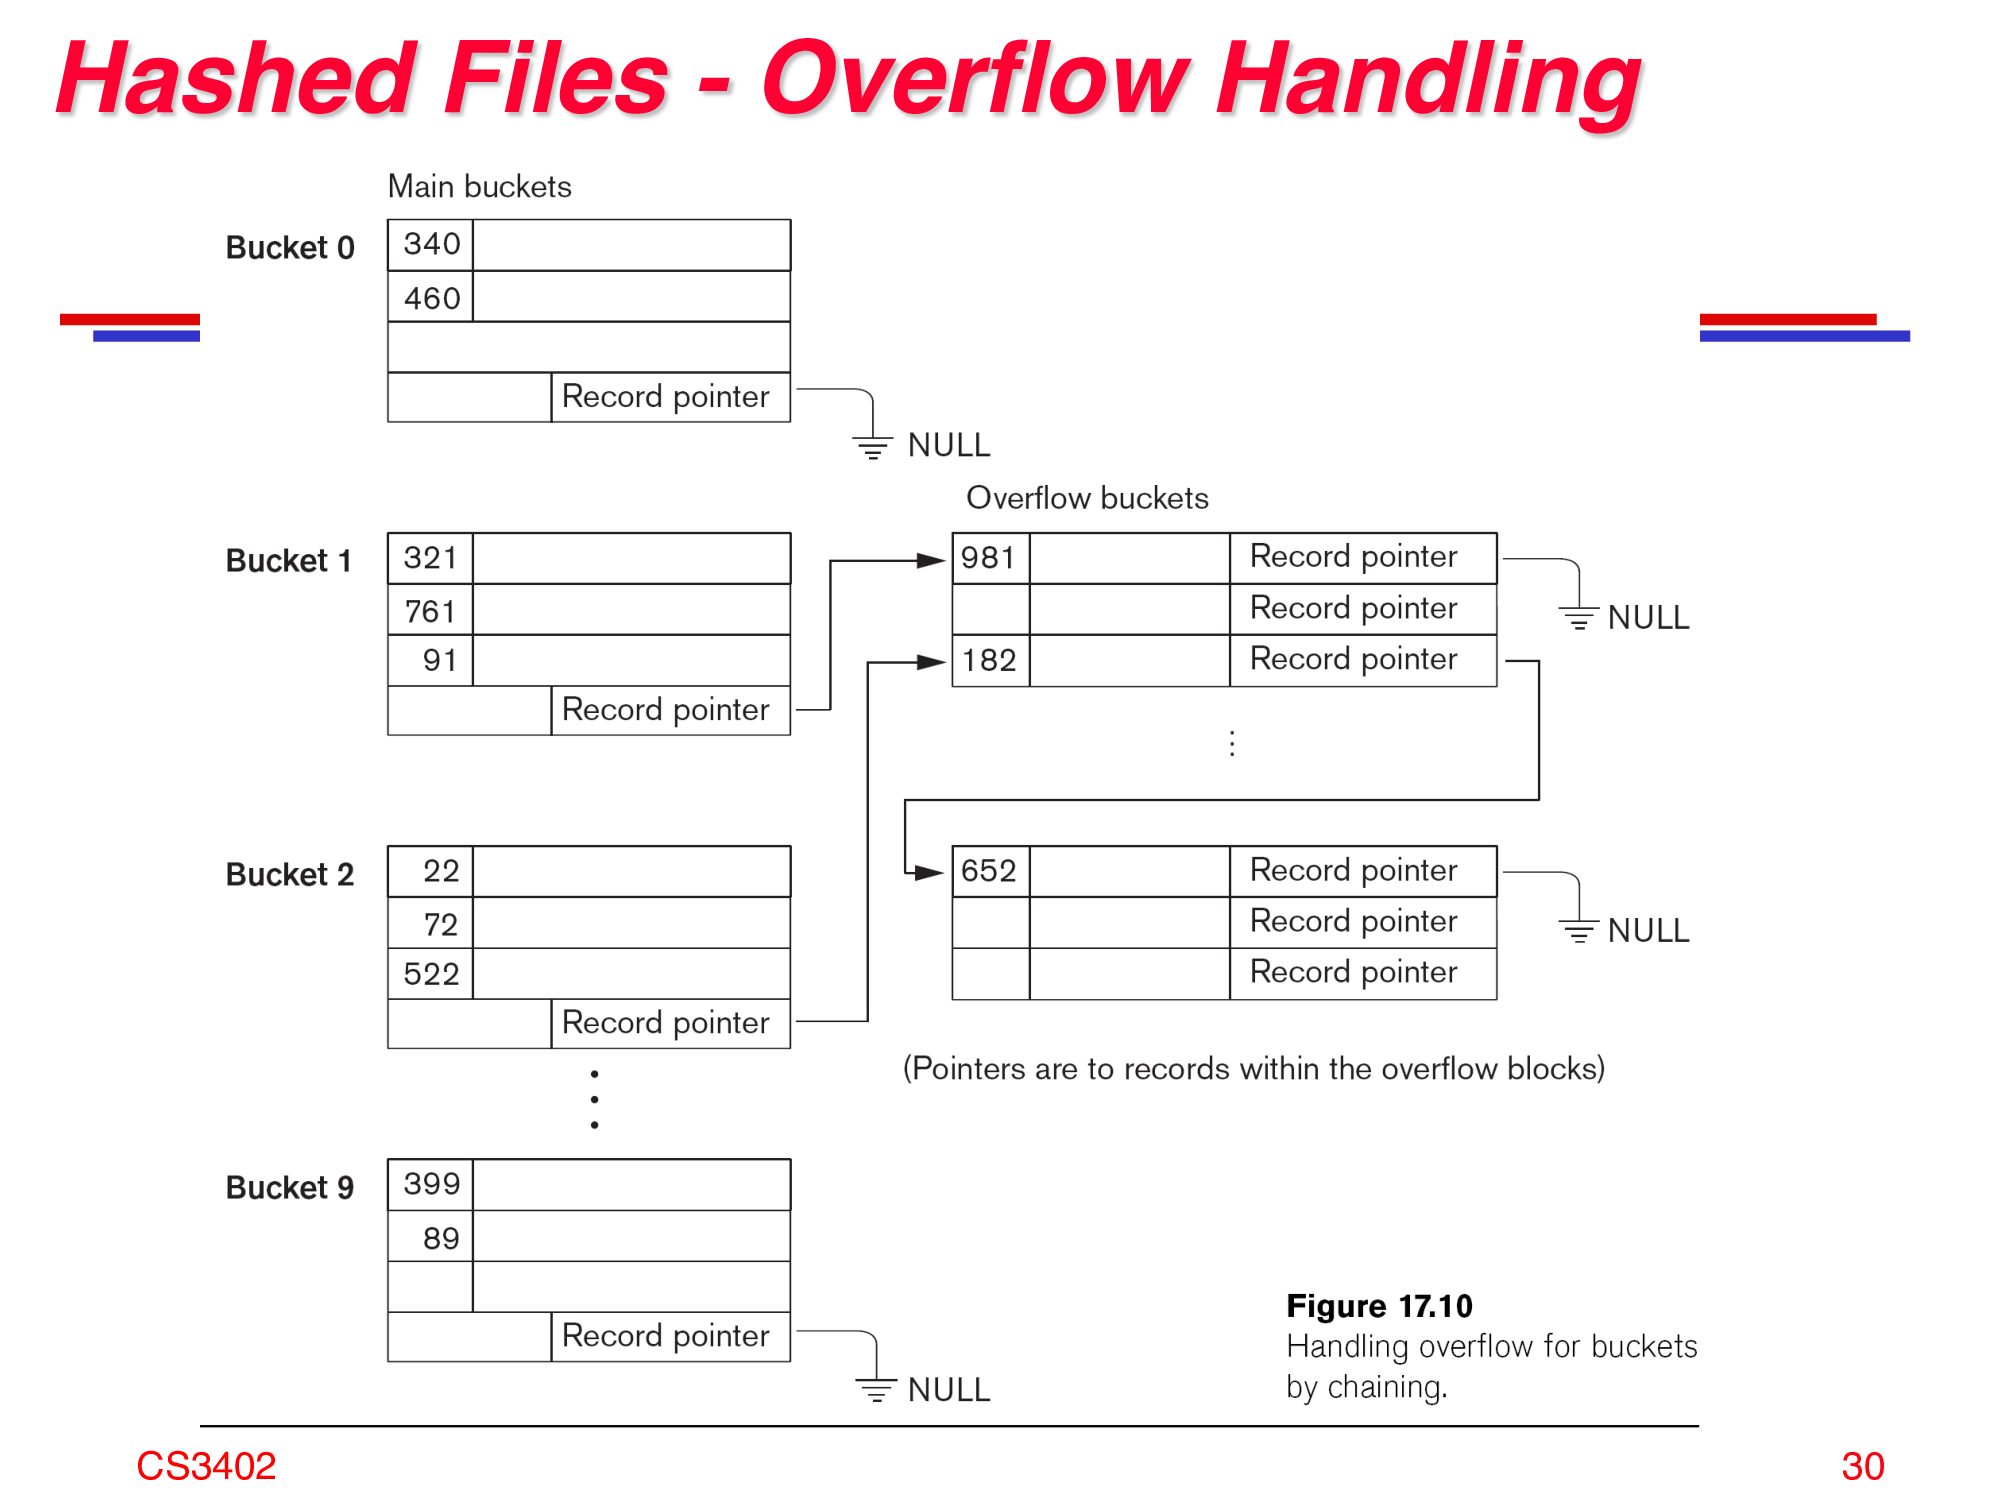 Hashed Files - Overflow Handling
Main buckets
Bucket 0
340
460
Record pointer
NULL
Overflow buckets
Bucket 1
321
761
91
Record pointer
981 Record pointer
Record pointer
182 Record pointer
NULL
Bucket 2
22
72
522
Record pointer
652 Record pointer
Record pointer
Record pointer
NULL
(Pointers are to records within the overflow blocks)
Bucket 9
399
89
Record pointer
NULL
Figure 17.10
Handling overflow for buckets
by chaining.
CS3402
30